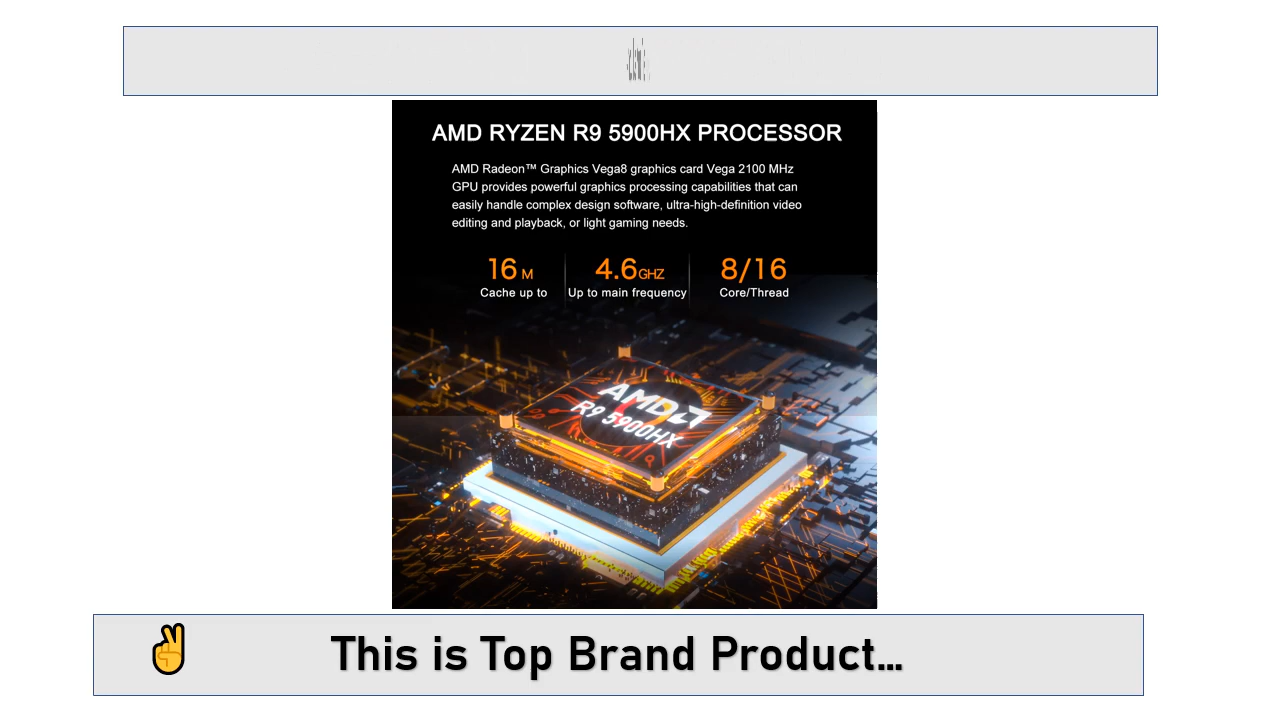 AMD RYZEN R9 5900HX PROCESSOR
AMD Radeon™ Graphics Vega8 graphics card Vega 2100 MHz
GPU provides powerful graphics processing capabilities that can
easily handle complex design software, ultra-high-definition video
editing and playback, or light gaming needs.
16 M
Cache up to
4.6GHZ
Up to main frequency
8/16
Core/Thread
AMD
R9 5900HX
This is Top Brand Product...